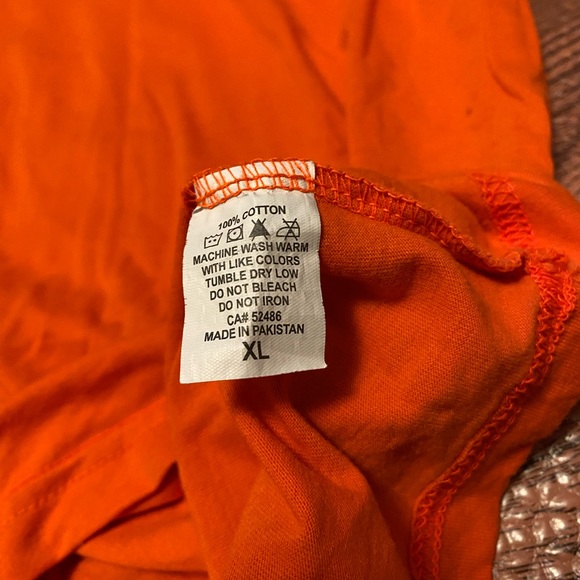 100% COTTON
MACHINE WASH WARM
WITH LIKE COLORS
TUMBLE DRY LOW
DO NOT BLEACH
DO NOT IRON
CA# 52486
MADE IN PAKISTAN
XL